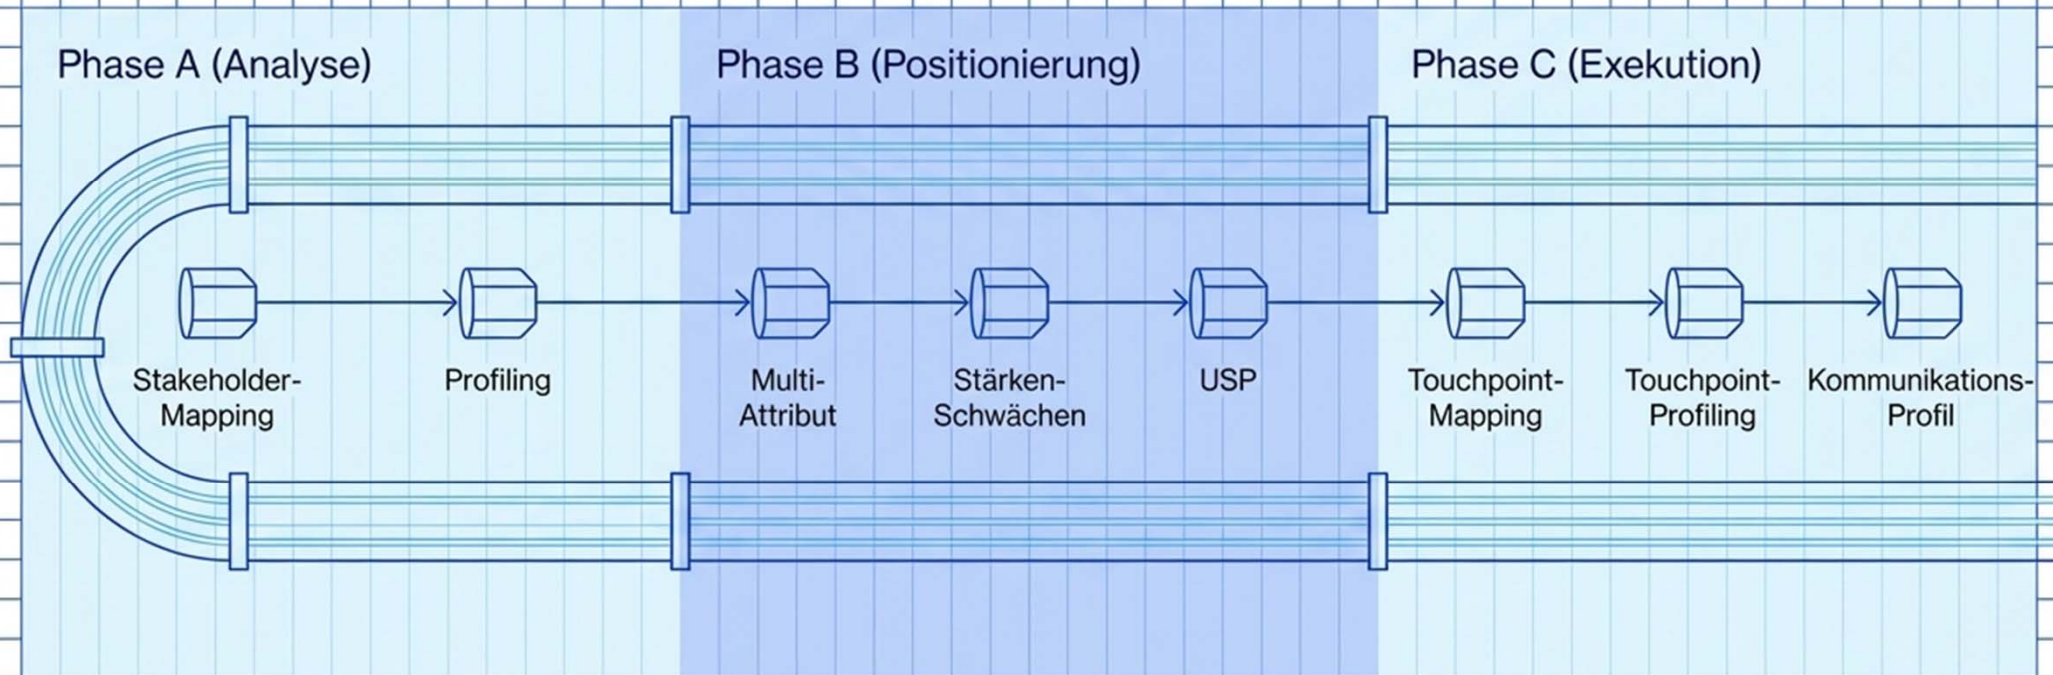 Phase A (Analyse)
Phase B (Positionierung)
Phase C (Exekution)
Stakeholder-
Mapping
Profiling
Multi-
Attribut
Stärken-
Schwächen
USP
Touchpoint-
Mapping
Touchpoint-
Profiling
Kommunikations-
Profil